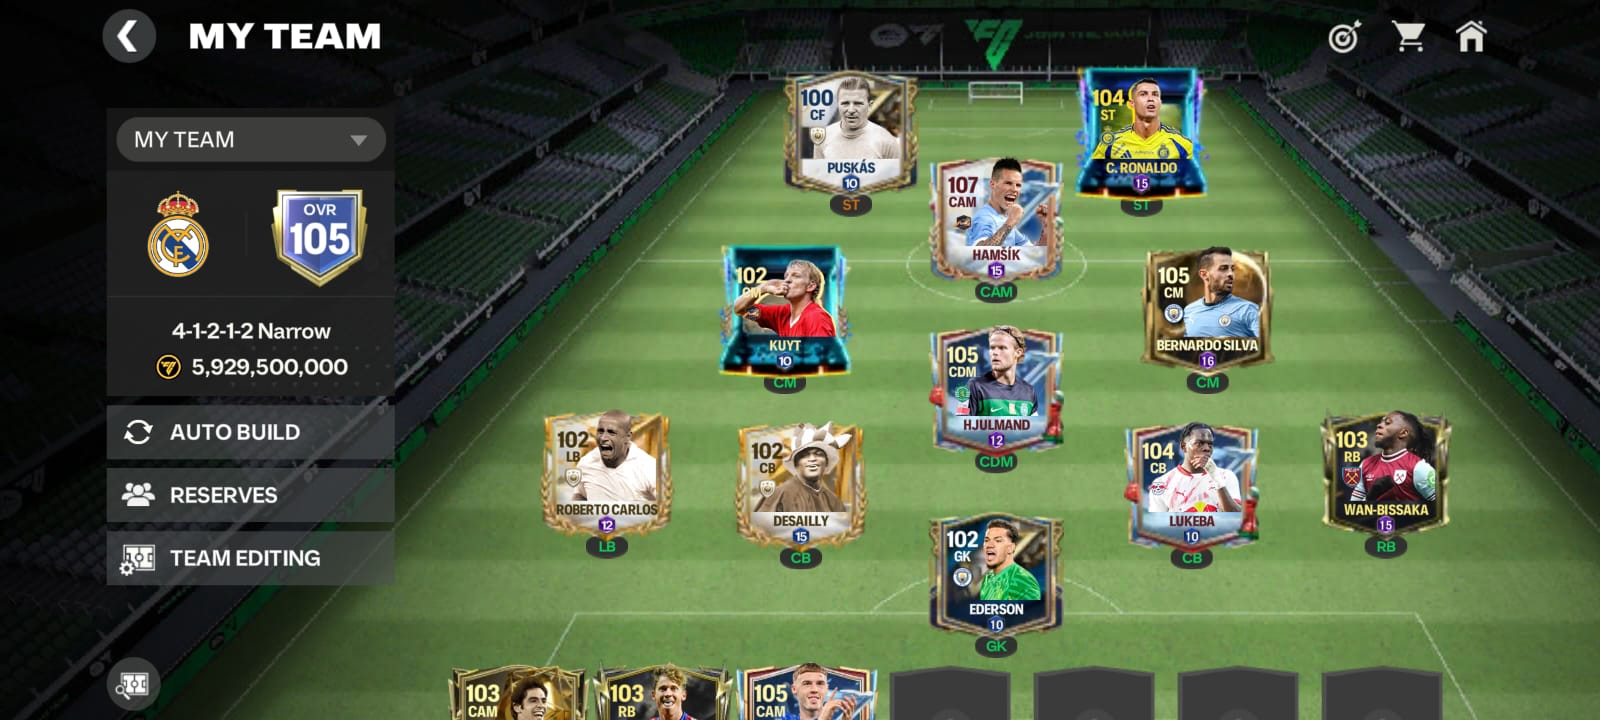 MY TEAM
MY TEAM
OVR
105
4-1-2-1-2 Narrow
5,929,500,000
AUTO BUILD
RESERVES
TEAM EDITING
100
CF
PUSKÁS
10
ST
104
ST
C. RONALDO
15
ST
107
CAM
HAMŠÍK
15
CAM
102
CM
KUYT
10
CM
105
CM
BERNARDO SILVA
16
CM
105
CDM
HJULMAND
12
CDM
102
LB
ROBERTO CARLOS
12
LB
102
CB
DESAILLY
15
CB
104
CB
LUKEBA
10
CB
103
RB
WAN-BISSAKA
15
RB
102
GK
EDERSON
10
GK
103
CAM
103
RB
105
CAM